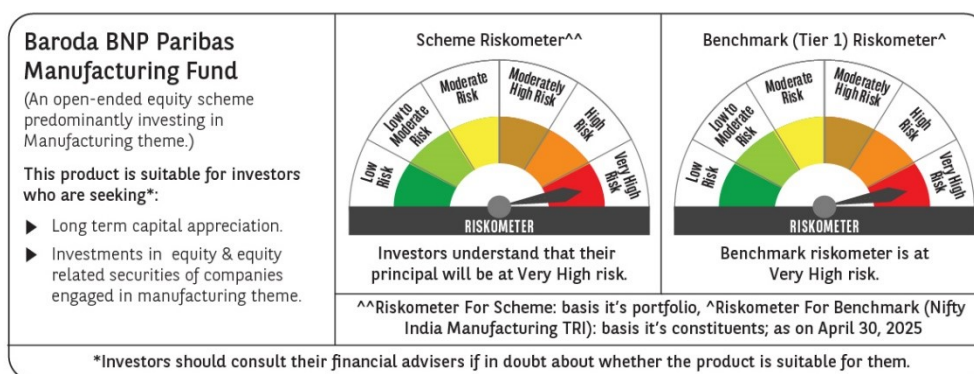 Baroda BNP Paribas
Manufacturing Fund
(An open-ended equity scheme
predominantly investing in
Manufacturing theme.)
This product is suitable for investors
who are seeking*:
▶ Long term capital appreciation.
▶ Investments in equity & equity
related securities of companies
engaged in manufacturing theme.
Scheme Riskometer^^
Low
Risk
Low to
Moderate
Risk
Moderate
Risk
Moderately
High Risk
High
Risk
Very High
Risk
RISKOMETER
Investors understand that their
principal will be at Very High risk.
Benchmark (Tier 1) Riskometer^
Low
Risk
Low to
Moderate
Risk
Moderate
Risk
Moderately
High Risk
High
Risk
Very High
Risk
RISKOMETER
Benchmark riskometer is at
Very High risk.
^^Riskometer For Scheme: basis it's portfolio, ^Riskometer For Benchmark (Nifty
India Manufacturing TRI): basis it's constituents; as on April 30, 2025
*Investors should consult their financial advisers if in doubt about whether the product is suitable for them.